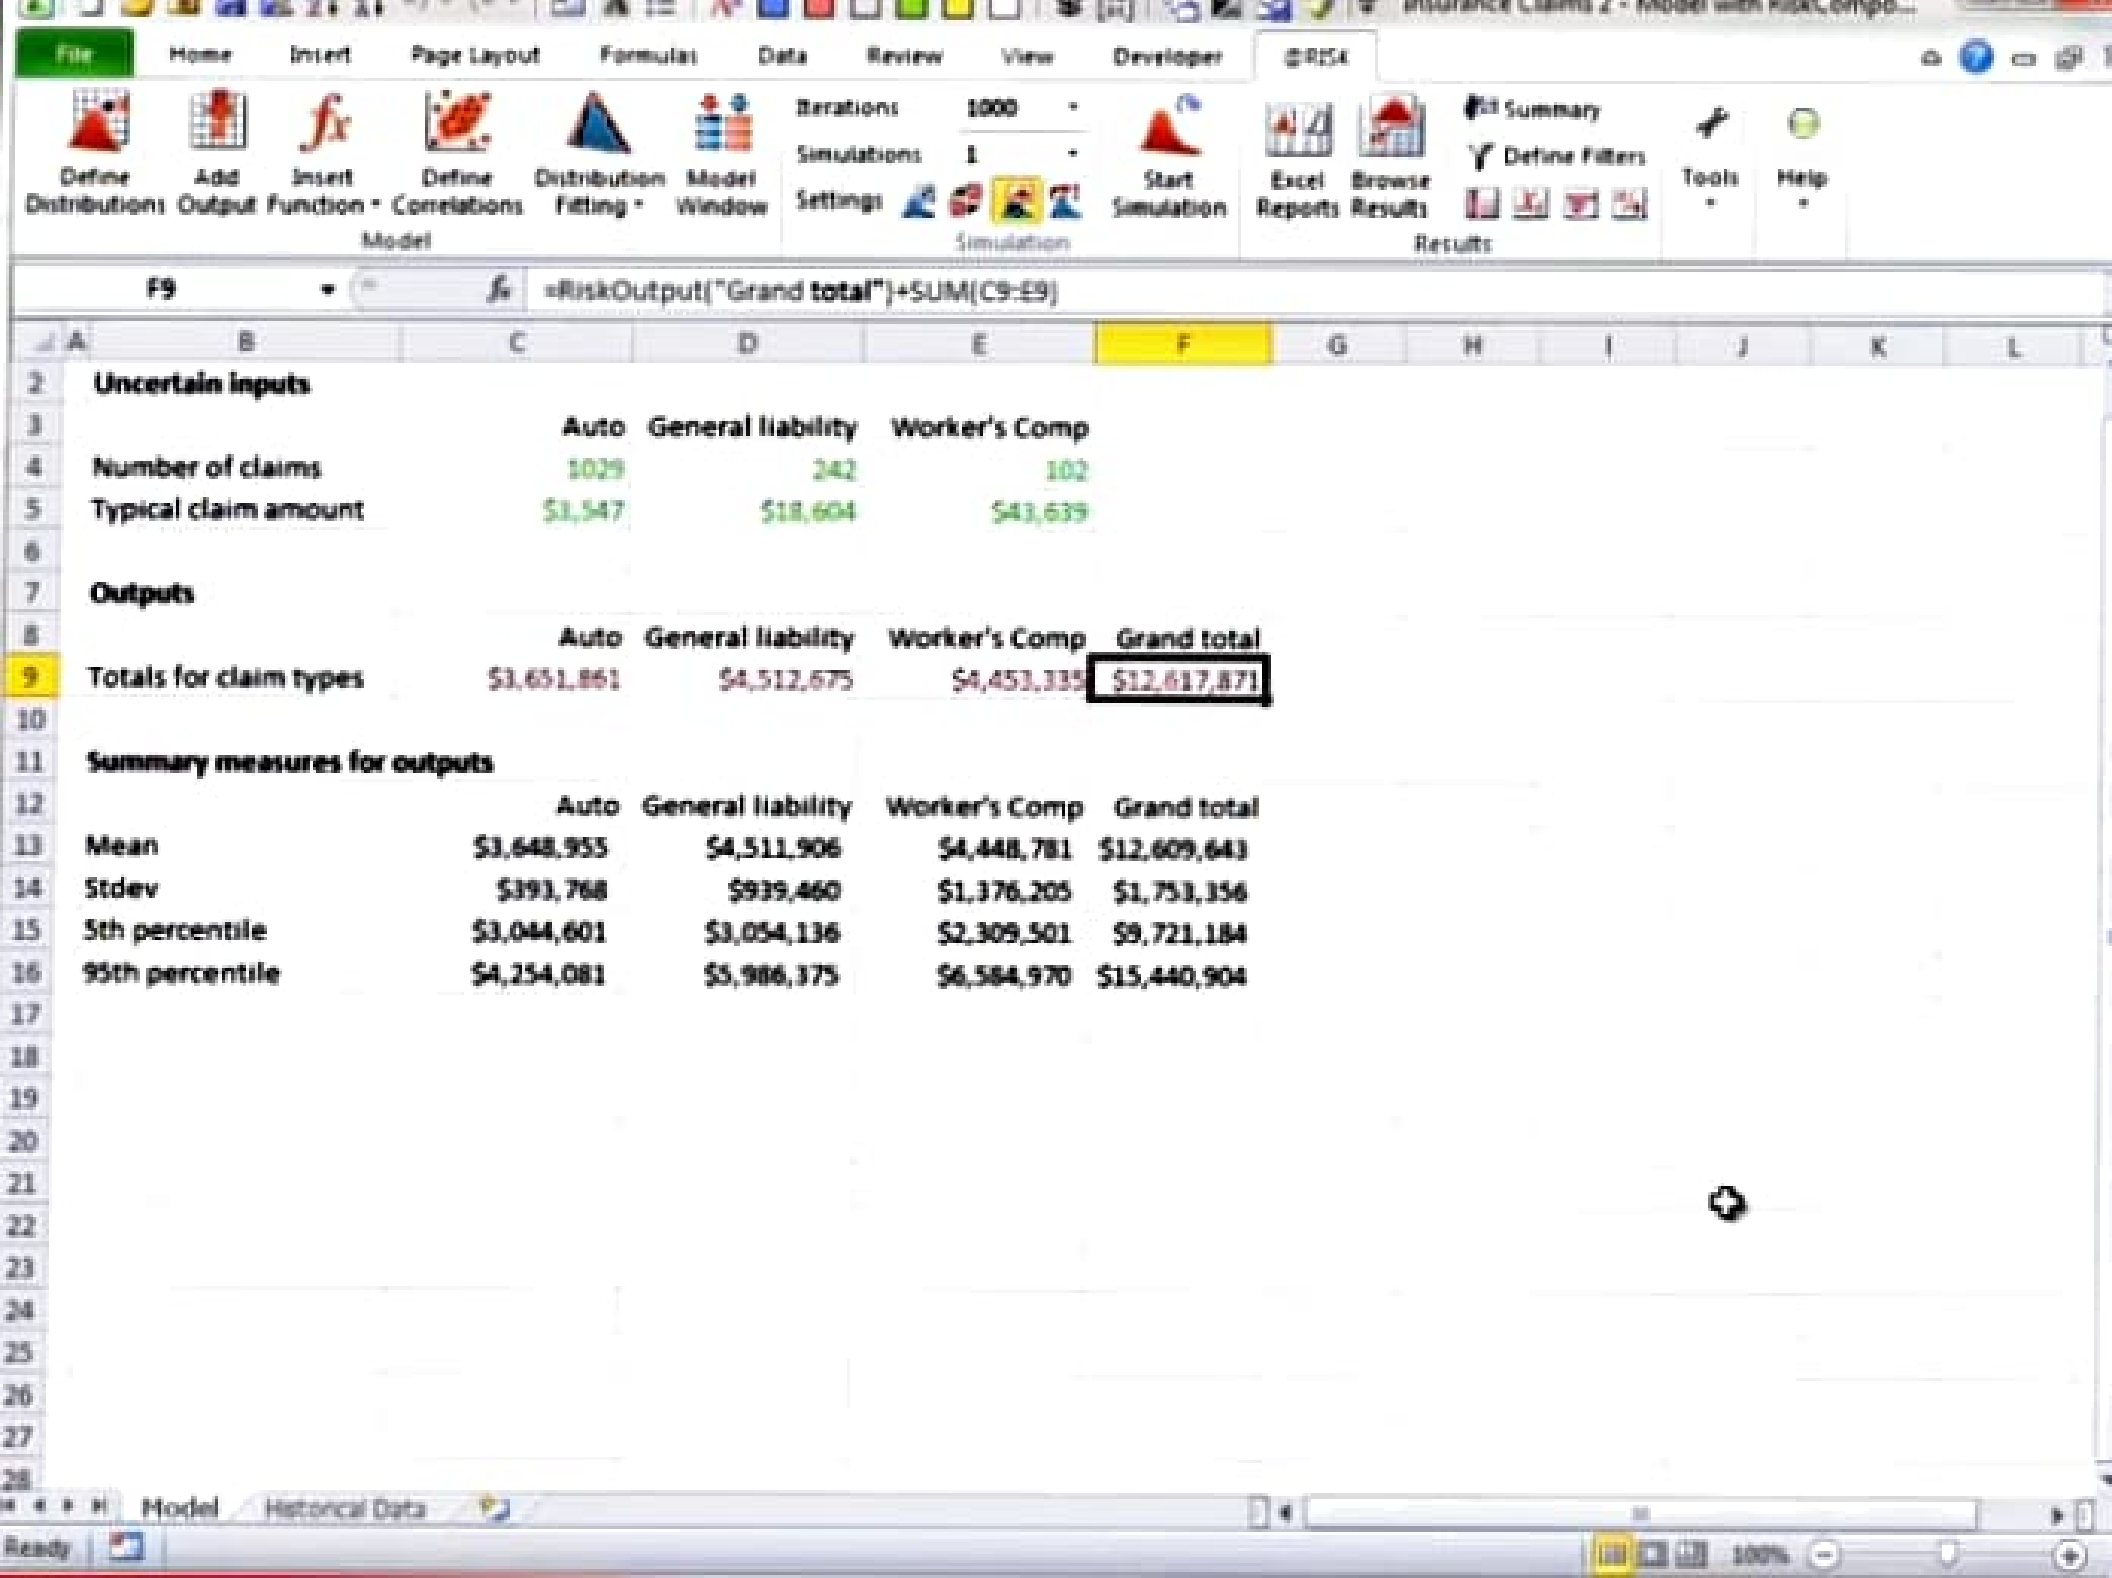 Insurance Claims 2 - Model with RiskCompo...
File Home Insert Page Layout Formulas Data Review View Developer @RISK
Define Distributions
Add Output
Insert Function
Define Correlations
Distribution Fitting
Model Window
Model
Iterations 1000
Simulations 1
Settings
Start Simulation
Simulation
Excel Reports
Browse Results
Summary
Define Filters
Results
Tools
Help
F9 fx =RiskOutput("Grand total")+SUM(C9:E9)
A B C D E F G H I J K L
2 Uncertain inputs
3 Auto General liability Worker's Comp
4 Number of claims 1029 242 102
5 Typical claim amount $3,547 $18,604 $43,639
6
7 Outputs
8 Auto General liability Worker's Comp Grand total
9 Totals for claim types $3,651,861 $4,512,675 $4,453,335 $12,617,871
10
11 Summary measures for outputs
12 Auto General liability Worker's Comp Grand total
13 Mean $3,648,955 $4,511,906 $4,448,781 $12,609,643
14 Stdev $393,768 $939,460 $1,376,205 $1,753,356
15 5th percentile $3,044,601 $3,054,136 $2,309,501 $9,721,184
16 95th percentile $4,254,081 $5,986,375 $6,584,970 $15,440,904
17
18
19
20
21
22
23
24
25
26
27
28
Model Historical Data
Ready 100%